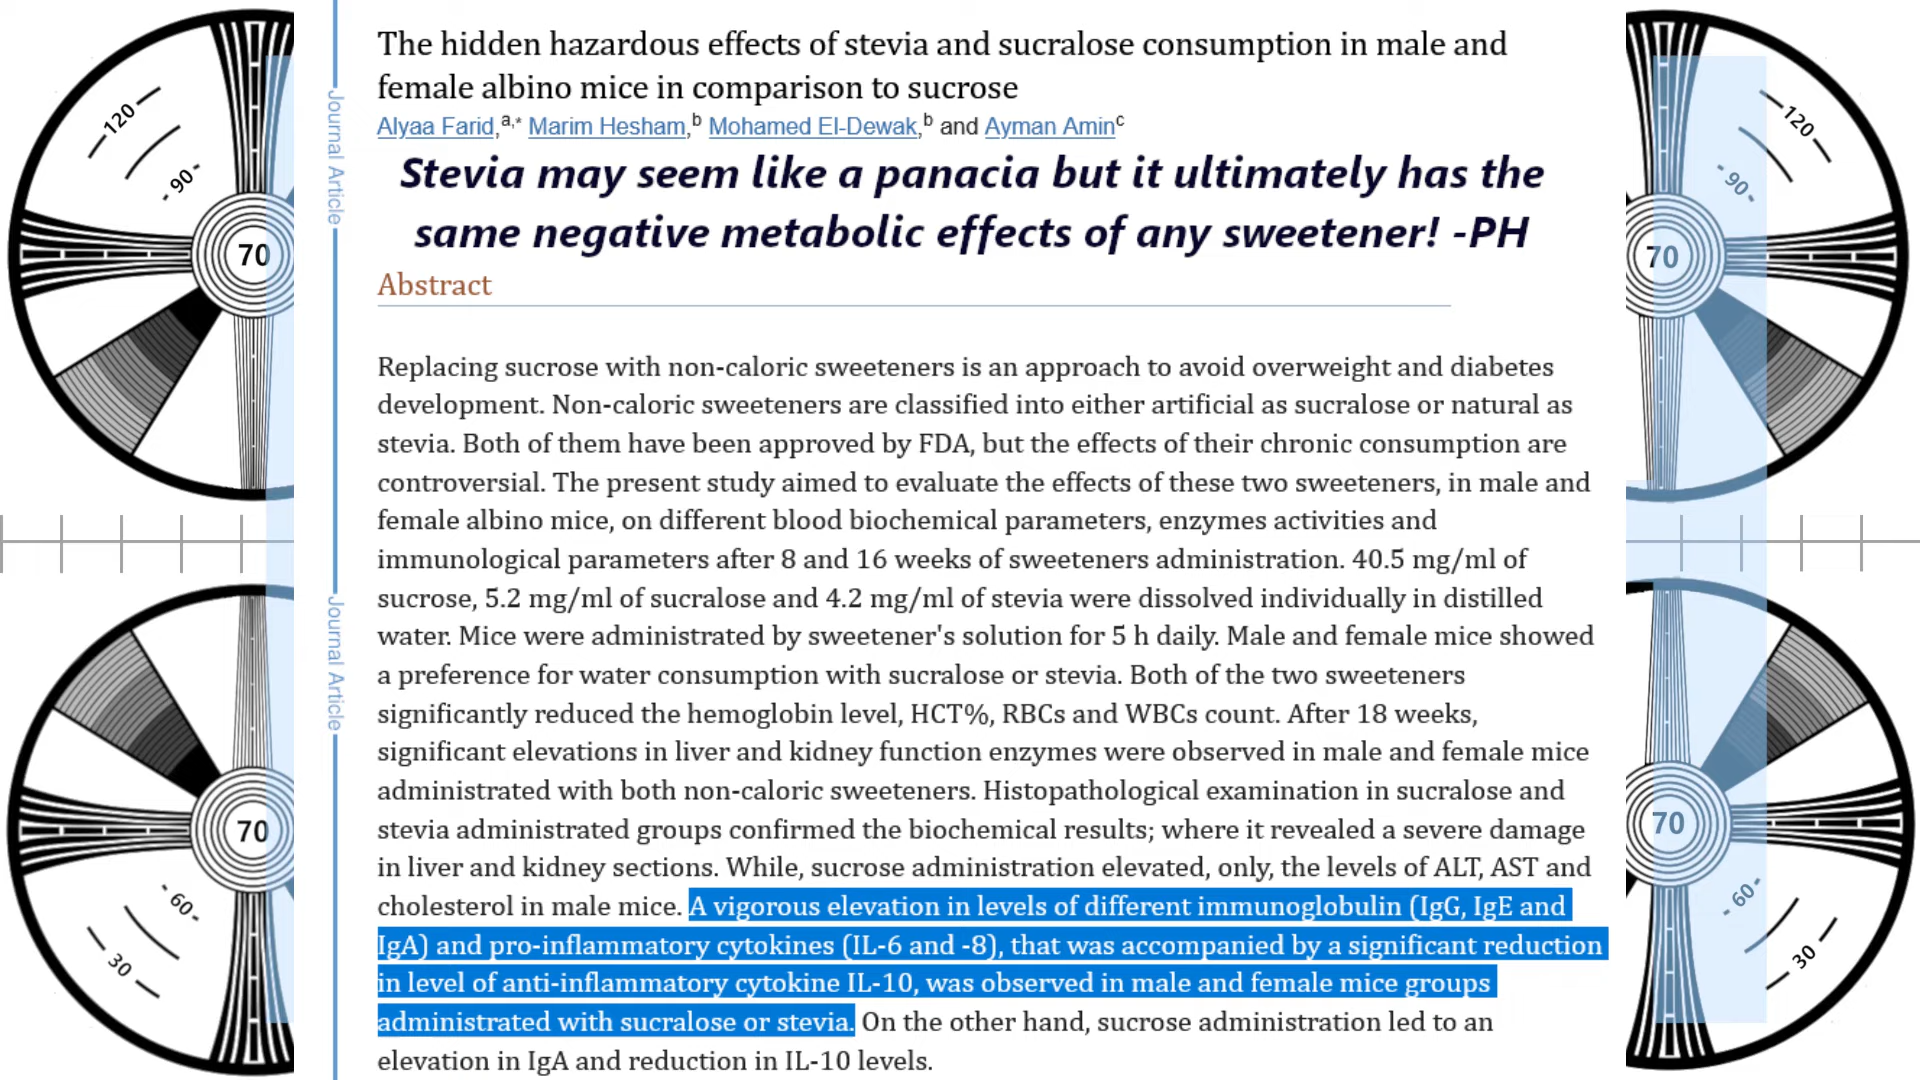 The hidden hazardous effects of stevia and sucralose consumption in male and
female albino mice in comparison to sucrose
Alyaa Farid,a,* Marim Hesham,b Mohamed El-Dewak,b and Ayman Aminc
Stevia may seem like a panacia but it ultimately has the
same negative metabolic effects of any sweetener! -PH
Abstract
Replacing sucrose with non-caloric sweeteners is an approach to avoid overweight and diabetes
development. Non-caloric sweeteners are classified into either artificial as sucralose or natural as
stevia. Both of them have been approved by FDA, but the effects of their chronic consumption are
controversial. The present study aimed to evaluate the effects of these two sweeteners, in male and
female albino mice, on different blood biochemical parameters, enzymes activities and
immunological parameters after 8 and 16 weeks of sweeteners administration. 40.5 mg/ml of
sucrose, 5.2 mg/ml of sucralose and 4.2 mg/ml of stevia were dissolved individually in distilled
water. Mice were administrated by sweetener's solution for 5 h daily. Male and female mice showed
a preference for water consumption with sucralose or stevia. Both of the two sweeteners
significantly reduced the hemoglobin level, HCT%, RBCs and WBCs count. After 18 weeks,
significant elevations in liver and kidney function enzymes were observed in male and female mice
administrated with both non-caloric sweeteners. Histopathological examination in sucralose and
stevia administrated groups confirmed the biochemical results; where it revealed a severe damage
in liver and kidney sections. While, sucrose administration elevated, only, the levels of ALT, AST and
cholesterol in male mice. A vigorous elevation in levels of different immunoglobulin (IgG, IgE and
IgA) and pro-inflammatory cytokines (IL-6 and -8), that was accompanied by a significant reduction
in level of anti-inflammatory cytokine IL-10, was observed in male and female mice groups
administrated with sucralose or stevia. On the other hand, sucrose administration led to an
elevation in IgA and reduction in IL-10 levels.
Journal Article
Journal Article
120
- 90 -
70
70
- 60 -
30
120
- 90 -
70
70
- 60 -
30